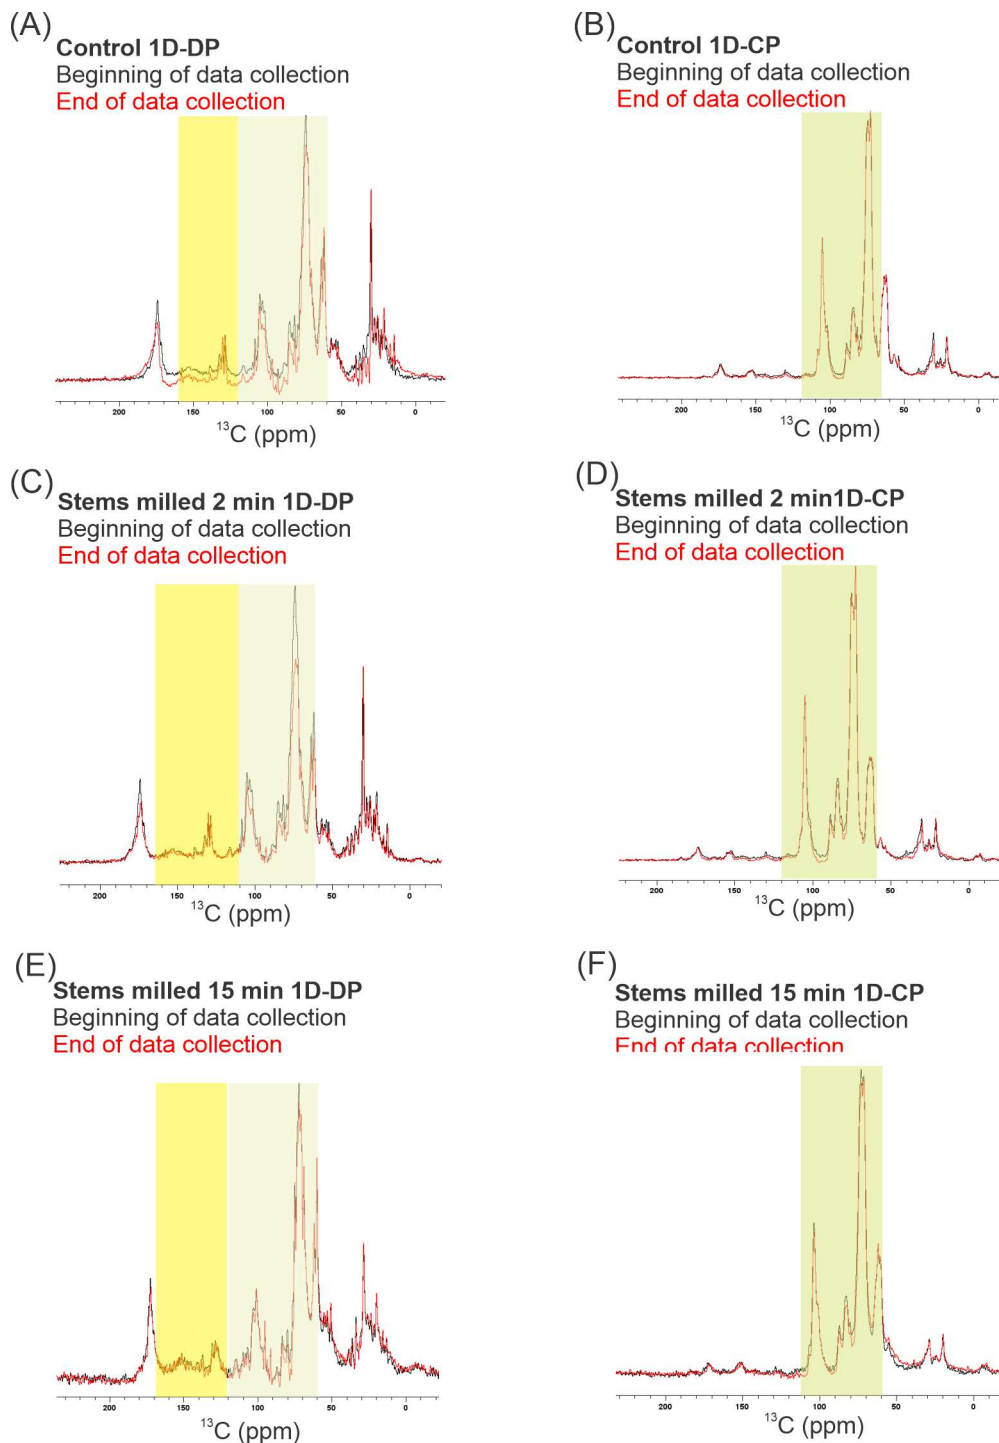 (A)
Control 1D-DP
Beginning of data collection
End of data collection
200 150 100 50 0
¹³C (ppm)
(B)
Control 1D-CP
Beginning of data collection
End of data collection
200 150 100 50 0
¹³C (ppm)
(C)
Stems milled 2 min 1D-DP
Beginning of data collection
End of data collection
200 150 100 50 0
¹³C (ppm)
(D)
Stems milled 2 min1D-CP
Beginning of data collection
End of data collection
200 150 100 50 0
¹³C (ppm)
(E)
Stems milled 15 min 1D-DP
Beginning of data collection
End of data collection
200 150 100 50 0
¹³C (ppm)
(F)
Stems milled 15 min 1D-CP
Beginning of data collection
End of data collection
200 150 100 50 0
¹³C (ppm)